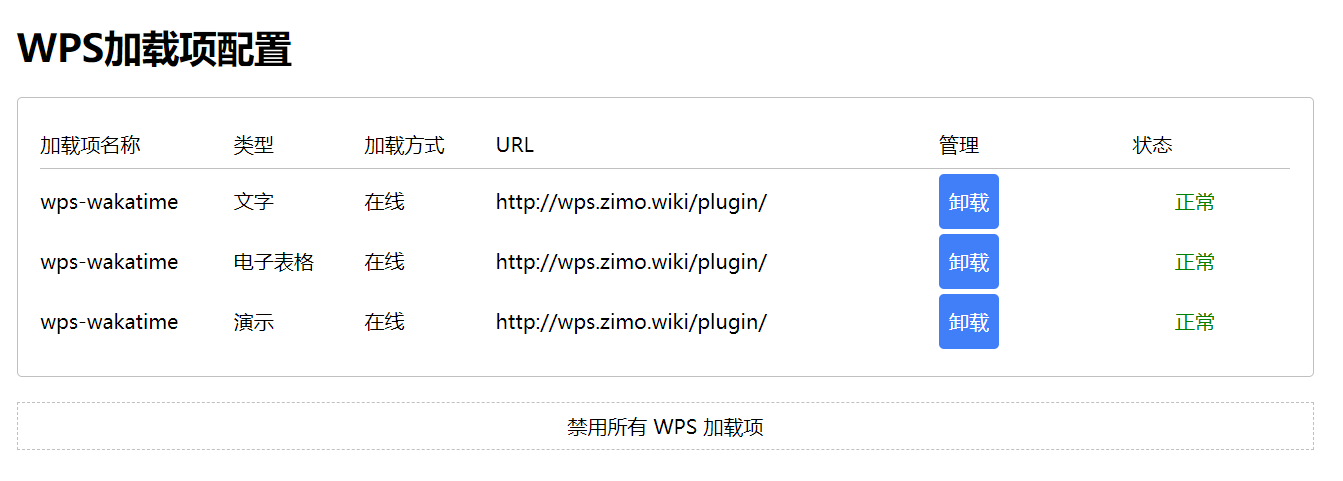 WPS加载项配置
加载项名称 类型 加载方式 URL 管理 状态
wps-wakatime 文字 在线 http://wps.zimo.wiki/plugin/ 卸载 正常
wps-wakatime 电子表格 在线 http://wps.zimo.wiki/plugin/ 卸载 正常
wps-wakatime 演示 在线 http://wps.zimo.wiki/plugin/ 卸载 正常
禁用所有 WPS 加载项